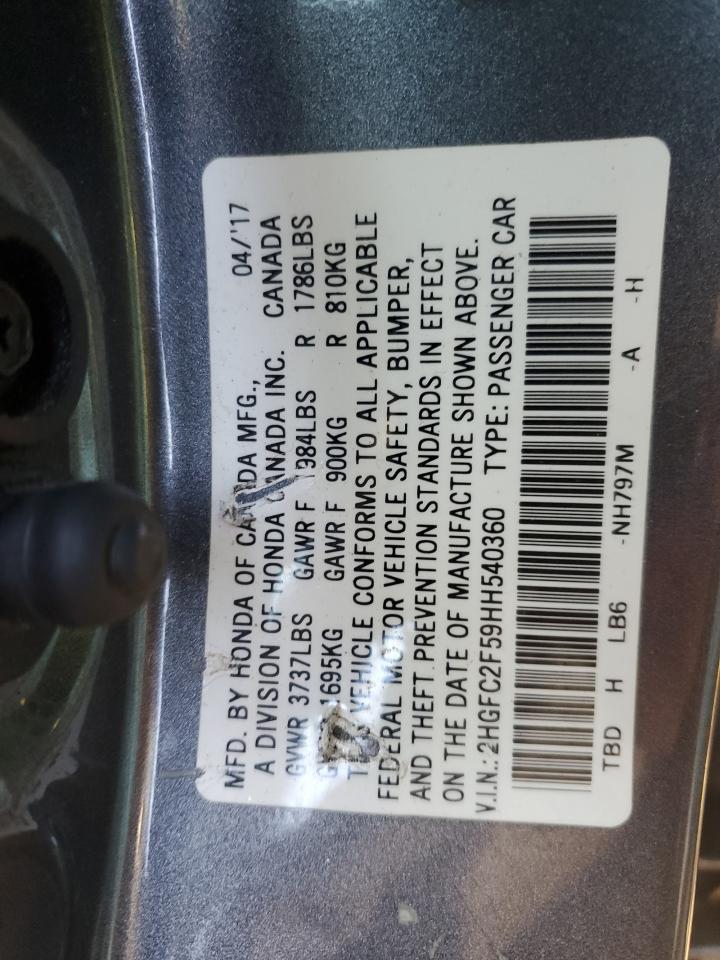 MFD. BY HONDA OF CANADA MFG., 04/'17
A DIVISION OF HONDA CANADA INC. CANADA
GVWR 3737LBS GAWR F 1984LBS R 1786LBS
1695KG GAWR F 900KG R 810KG
VEHICLE CONFORMS TO ALL APPLICABLE
FEDERAL MOTOR VEHICLE SAFETY, BUMPER,
AND THEFT PREVENTION STANDARDS IN EFFECT
ON THE DATE OF MANUFACTURE SHOWN ABOVE.
V.I.N.: 2HGFC2F59HH540360 TYPE: PASSENGER CAR
TBD H LB6 -NH797M -A -H